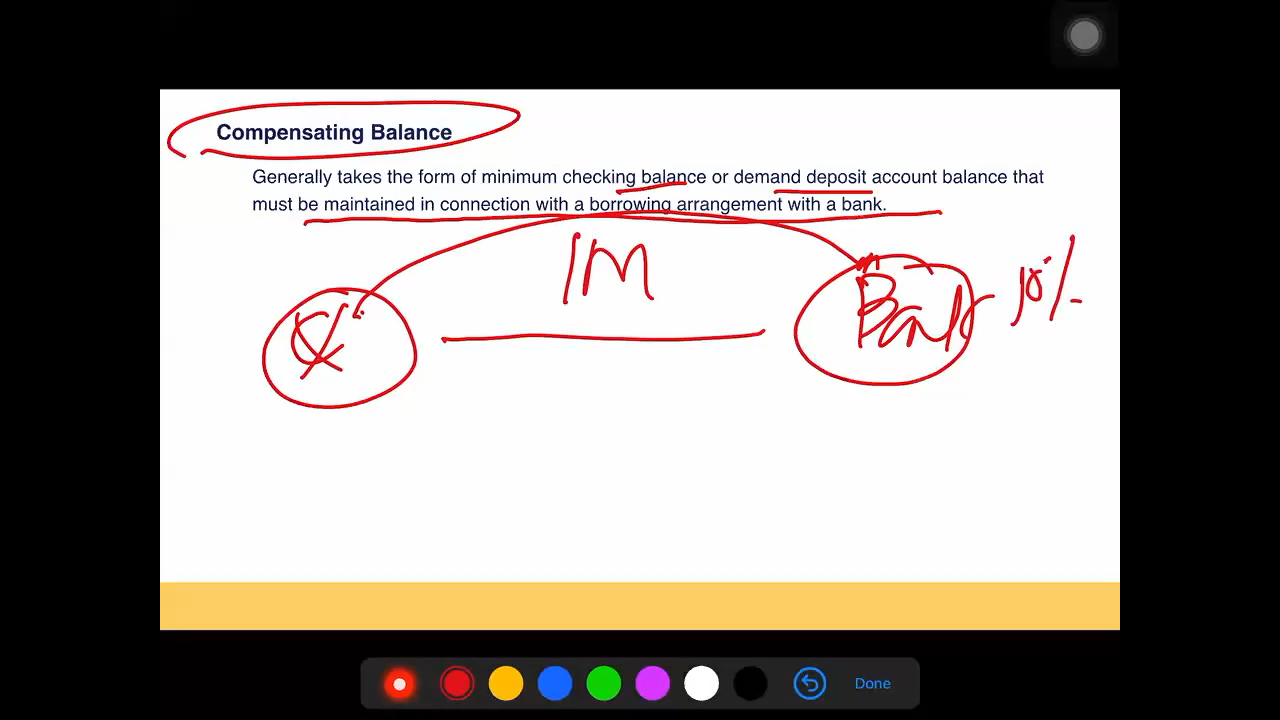 Compensating Balance
Generally takes the form of minimum checking balance or demand deposit account balance that
must be maintained in connection with a borrowing arrangement with a bank.
1M
Bank 10%
Done